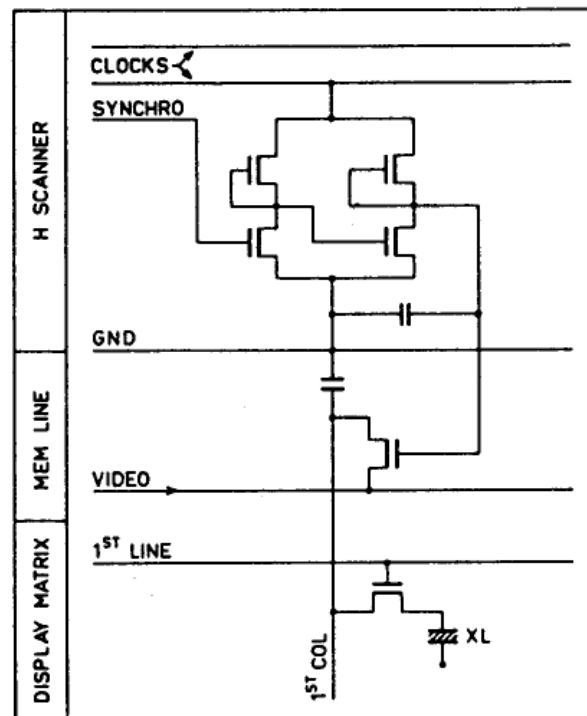 H SCANNER
CLOCKS
SYNCHRO
GND
MEM LINE
VIDEO
DISPLAY MATRIX
1ST LINE
XL
1ST COL